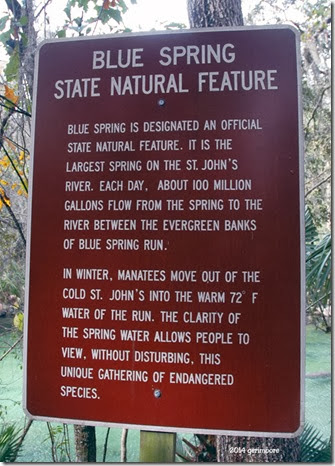 BLUE SPRING
STATE NATURAL FEATURE
BLUE SPRING IS DESIGNATED AN OFFICIAL
STATE NATURAL FEATURE. IT IS THE
LARGEST SPRING ON THE ST. JOHN'S
RIVER. EACH DAY, ABOUT 100 MILLION
GALLONS FLOW FROM THE SPRING TO THE
RIVER BETWEEN THE EVERGREEN BANKS
OF BLUE SPRING RUN.
IN WINTER, MANATEES MOVE OUT OF THE
COLD ST. JOHN'S INTO THE WARM 72° F
WATER OF THE RUN. THE CLARITY OF
THE SPRING WATER ALLOWS PEOPLE TO
VIEW, WITHOUT DISTURBING, THIS
UNIQUE GATHERING OF ENDANGERED
SPECIES.
2014 gerimoore